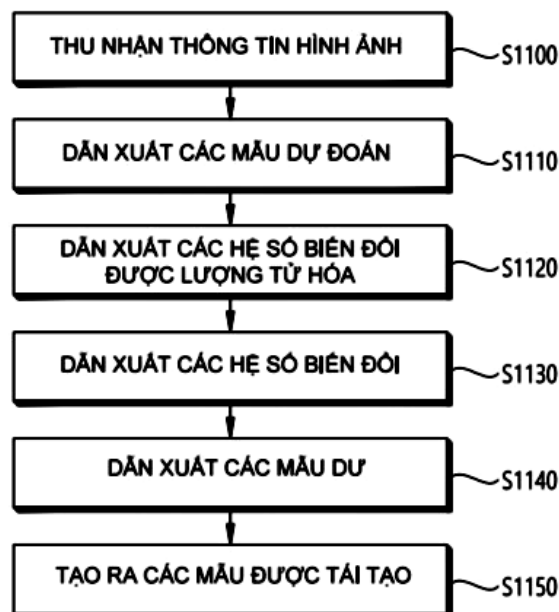 THU NHẬN THÔNG TIN HÌNH ẢNH
S1100
DẪN XUẤT CÁC MẪU DỰ ĐOÁN
S1110
DẪN XUẤT CÁC HỆ SỐ BIẾN ĐỔI
ĐƯỢC LƯỢNG TỬ HÓA
S1120
DẪN XUẤT CÁC HỆ SỐ BIẾN ĐỔI
S1130
DẪN XUẤT CÁC MẪU DƯ
S1140
TẠO RA CÁC MẪU ĐƯỢC TÁI TẠO
S1150